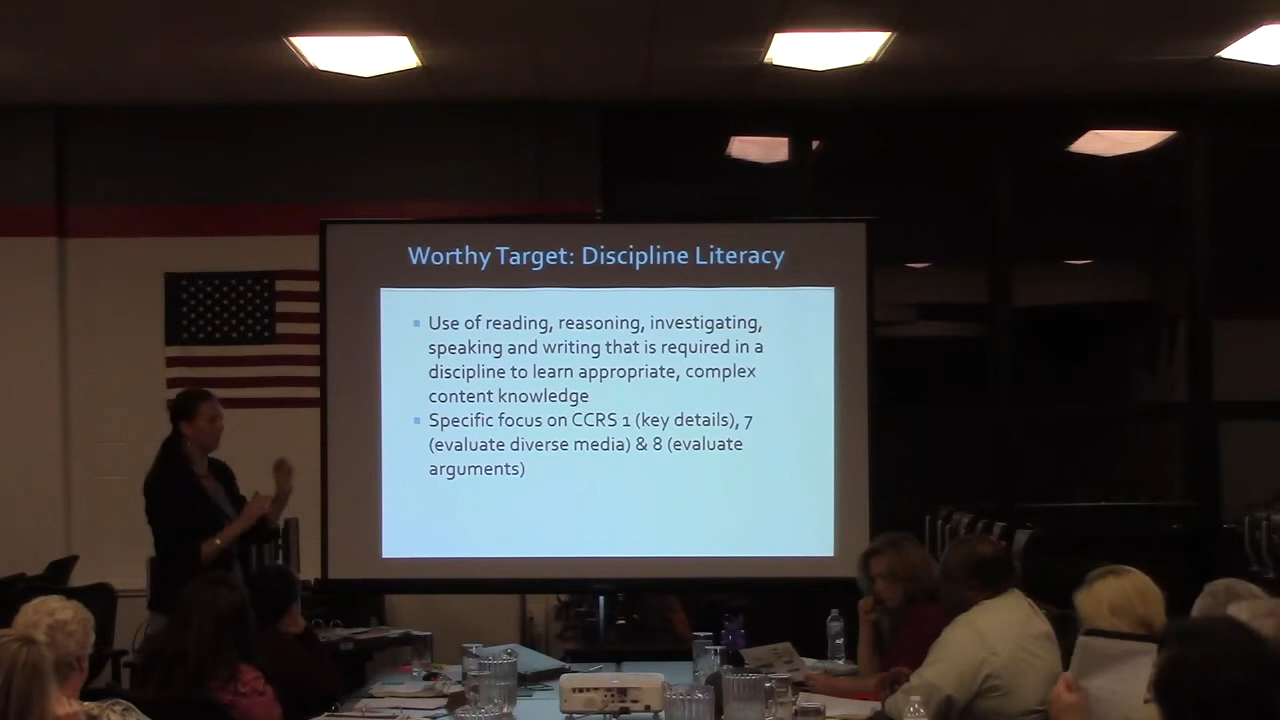 Worthy Target: Discipline Literacy
Use of reading, reasoning, investigating,
speaking and writing that is required in a
discipline to learn appropriate, complex
content knowledge
Specific focus on CCRS 1 (key details), 7
(evaluate diverse media) & 8 (evaluate
arguments)